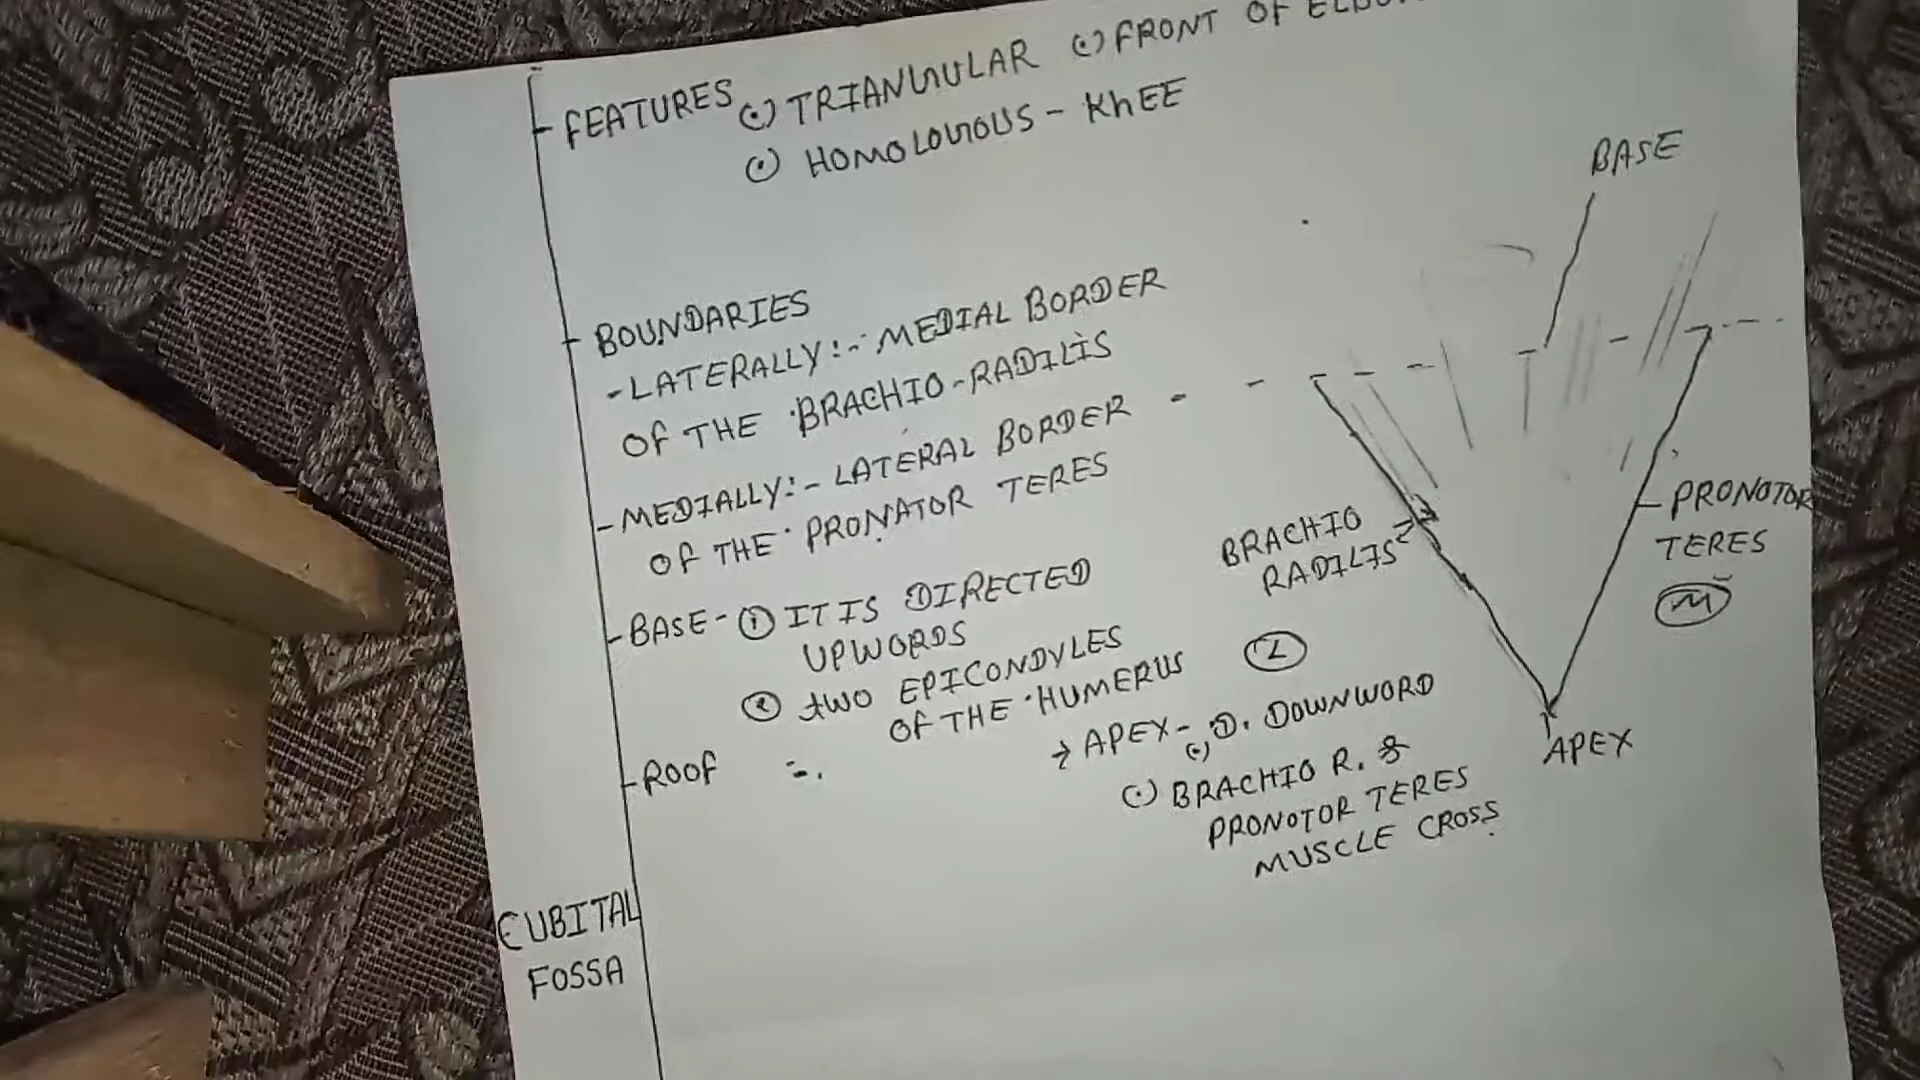 FEATURES (·) TRIANGULAR (·) FRONT OF
(·) HOMOLOGOUS - KhEE
BOUNDARIES
- LATERALLY :- MEDIAL BORDER
OF THE BRACHIO-RADILIS
- MEDIALLY :- LATERAL BORDER
OF THE PRONATOR TERES
- BASE - ① IT IS DIRECTED
UPWORDS
② TWO EPICONDYLES
OF THE HUMERUS
→ APEX - (·) D. DOWNWORD
(·) BRACHIO R. &
PRONOTOR TERES
MUSCLE CROSS
- ROOF :-
CUBITAL
FOSSA
BASE
BRACHIO
RADILIS
L
PRONOTOR
TERES
M
APEX